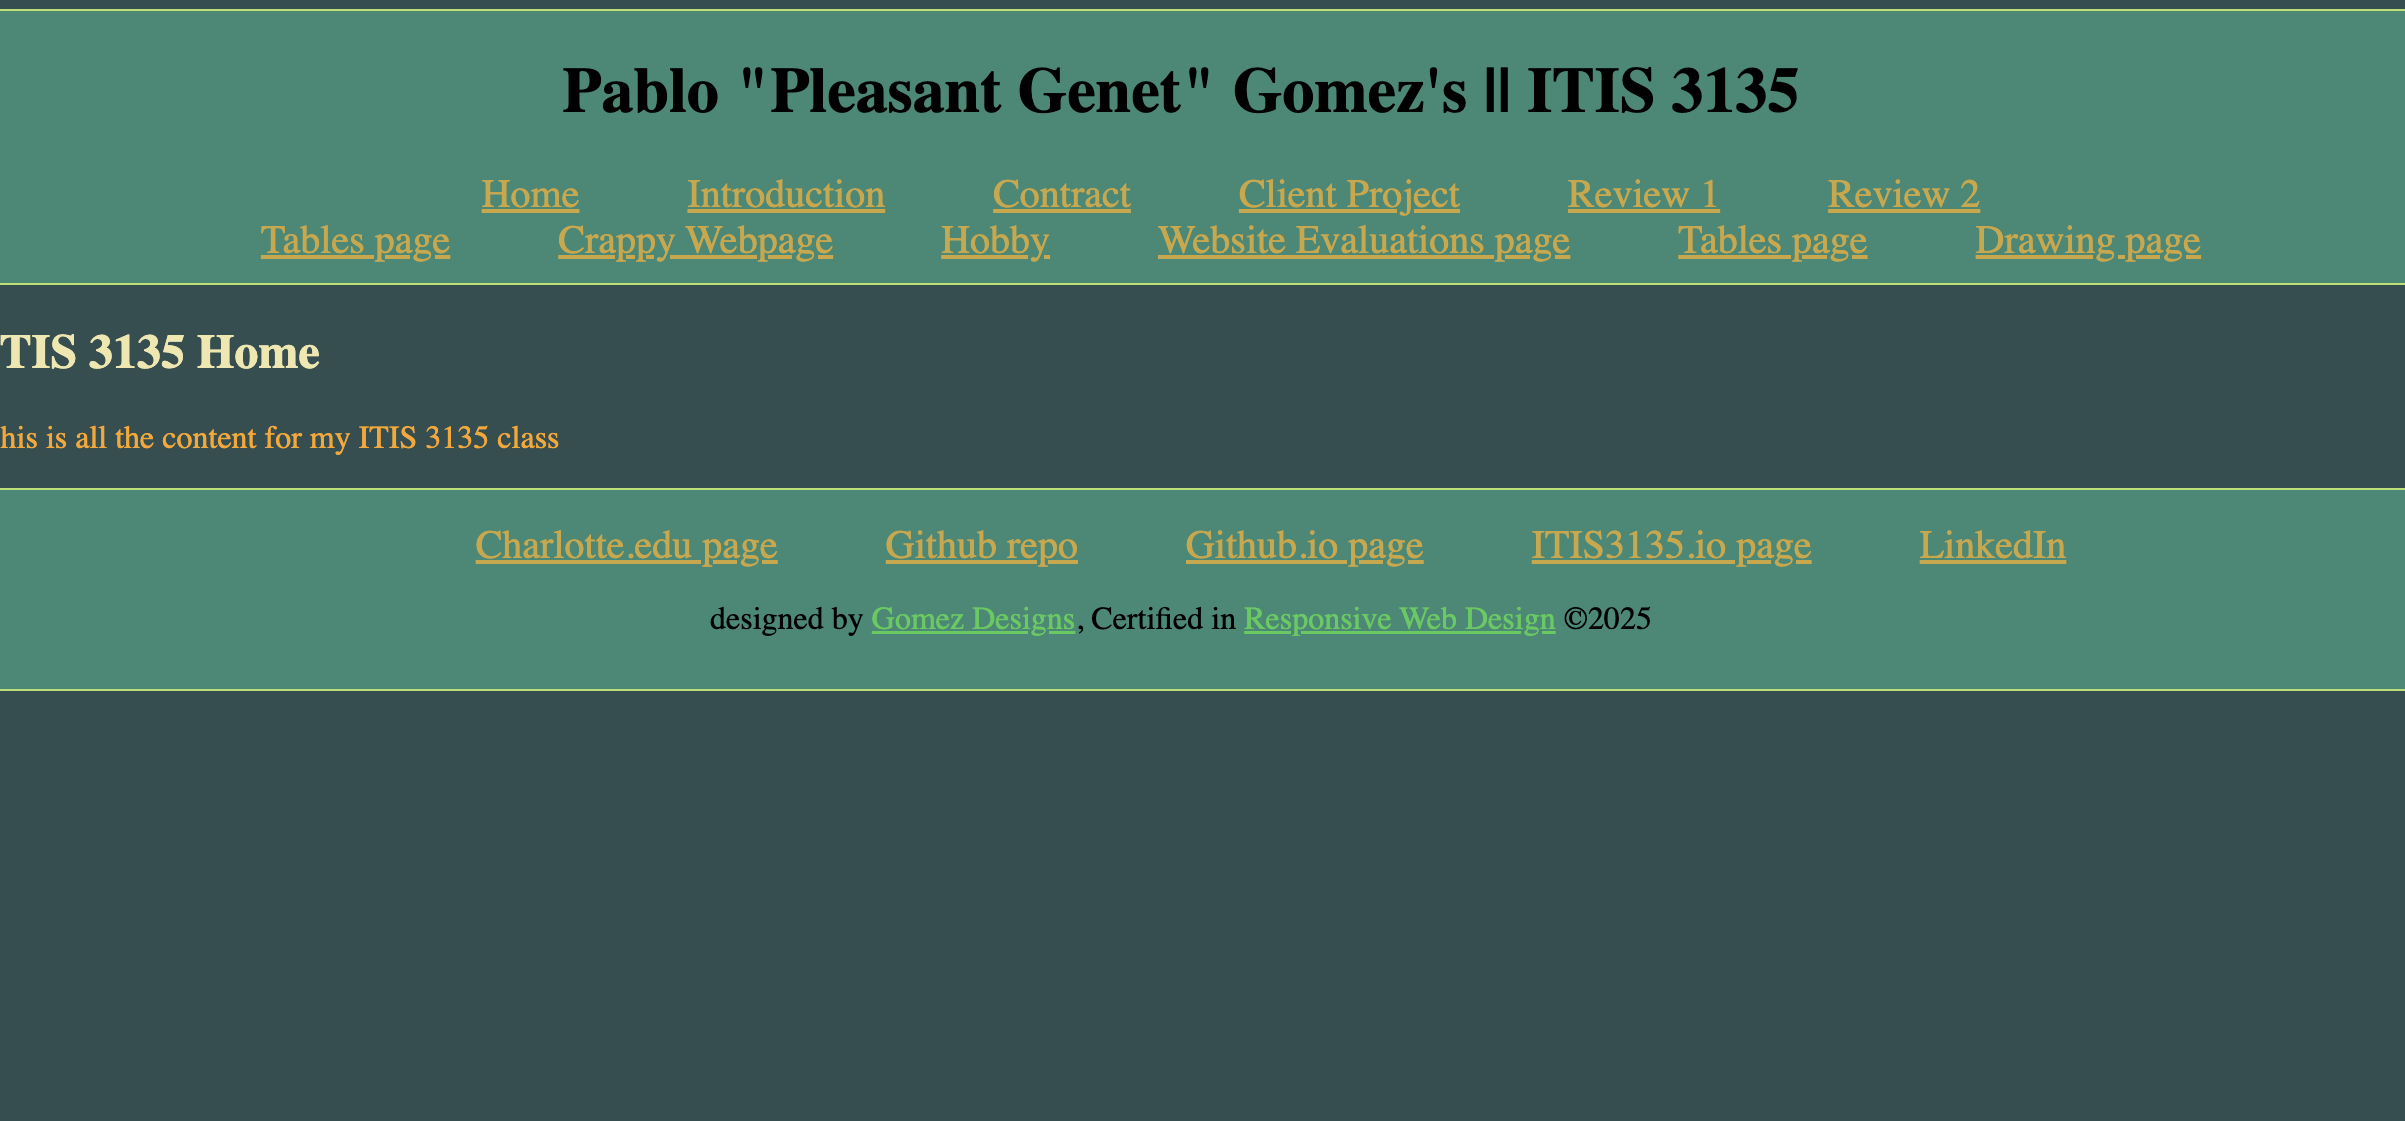 Pablo "Pleasant Genet" Gomez's || ITIS 3135
Home Introduction Contract Client Project Review 1 Review 2
Tables page Crappy Webpage Hobby Website Evaluations page Tables page Drawing page
TIS 3135 Home
his is all the content for my ITIS 3135 class
Charlotte.edu page Github repo Github.io page ITIS3135.io page LinkedIn
designed by Gomez Designs, Certified in Responsive Web Design ©2025